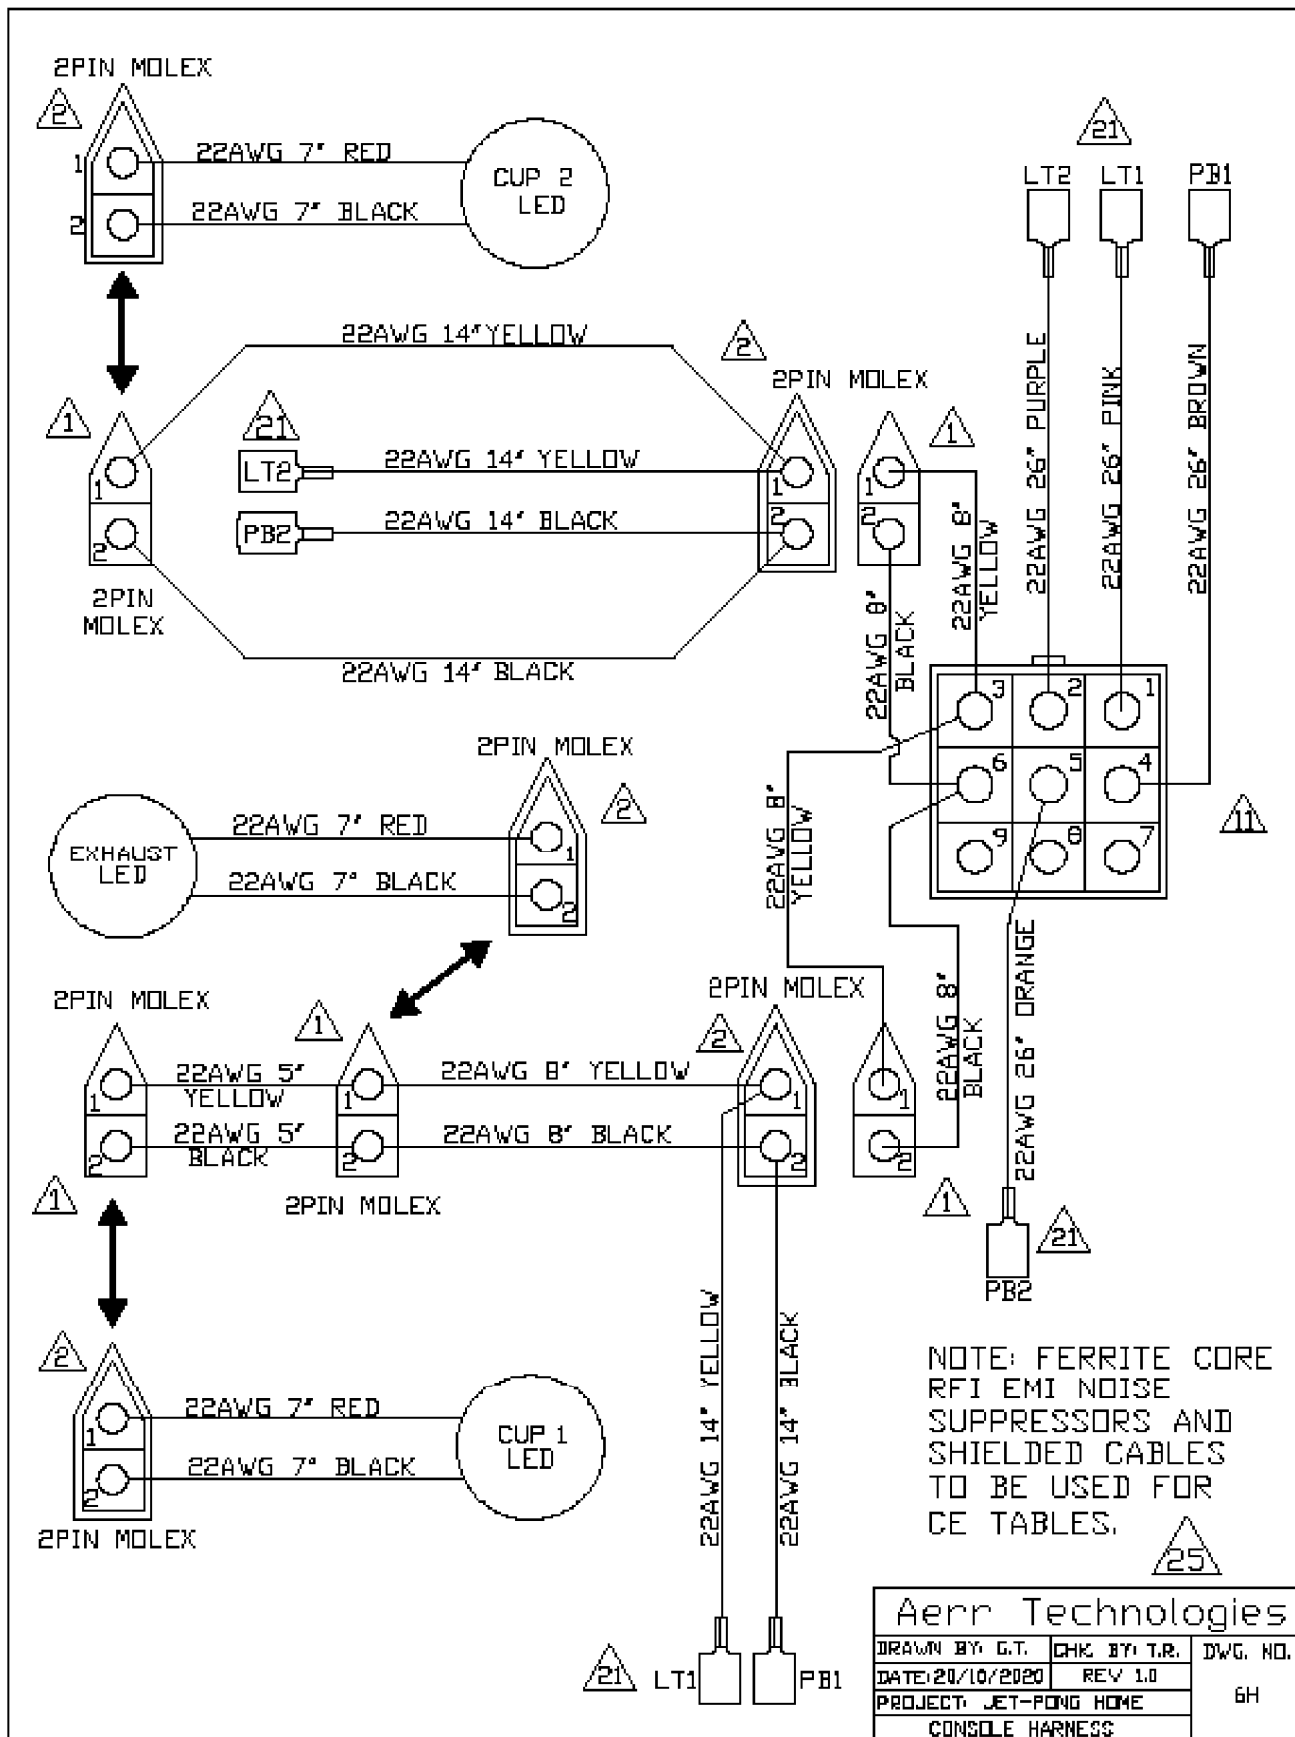 2PIN MOLEX
2
1
2
22AWG 7" RED
22AWG 7" BLACK
CUP 2
LED
21
LT2
LT1
PB1
22AWG 26" PURPLE
22AWG 26" PINK
22AWG 26" BROWN
22AWG 14" YELLOW
2
2PIN MOLEX
1
1
2
2PIN
MOLEX
21
LT2
22AWG 14" YELLOW
PB2
22AWG 14" BLACK
1
2
1
2
1
22AWG 14" BLACK
22AWG 8"
YELLOW
22AWG 8"
BLACK
3
2
1
6
5
4
9
8
7
11
2PIN MOLEX
2
EXHAUST
LED
22AWG 7" RED
22AWG 7" BLACK
1
2
22AWG 8"
YELLOW
22AWG 8"
BLACK
22AWG 26" ORANGE
21
PB2
2PIN MOLEX
1
1
2
22AWG 5"
YELLOW
22AWG 5"
BLACK
1
1
2
2PIN MOLEX
22AWG 8" YELLOW
22AWG 8" BLACK
2PIN MOLEX
2
1
2
1
2
1
2
1
2
2PIN MOLEX
22AWG 7" RED
22AWG 7" BLACK
CUP 1
LED
22AWG 14" YELLOW
22AWG 14" BLACK
21
LT1
PB1
NOTE: FERRITE CORE
RFI EMI NOISE
SUPPRESSORS AND
SHIELDED CABLES
TO BE USED FOR
CE TABLES.
25
Aerr Technologies
DRAWN BY: G.T.
CHK. BY: T.R.
DWG. NO.
DATE:20/10/2020
REV 1.0
6H
PROJECT: JET-PONG HOME
CONSOLE HARNESS